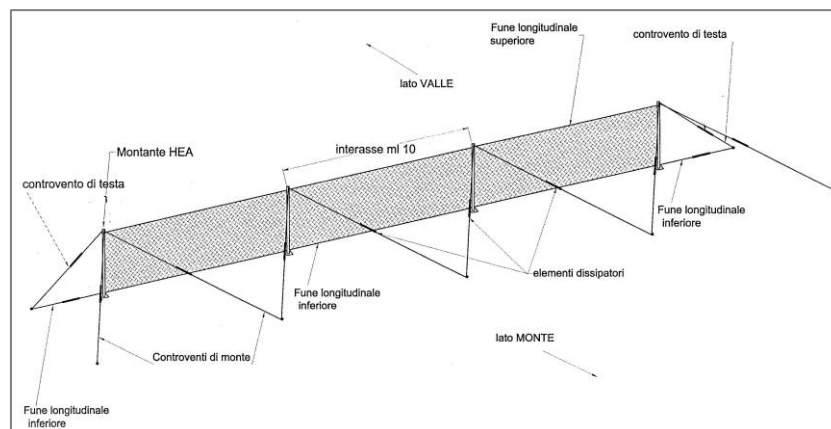 Fune longitudinale
superiore
controvento di testa
lato VALLE
Montante HEA
interasse ml 10
controvento di testa
Fune longitudinale
inferiore
elementi dissipatori
Fune longitudinale
inferiore
lato MONTE
Controventi di monte
Fune longitudinale
inferiore